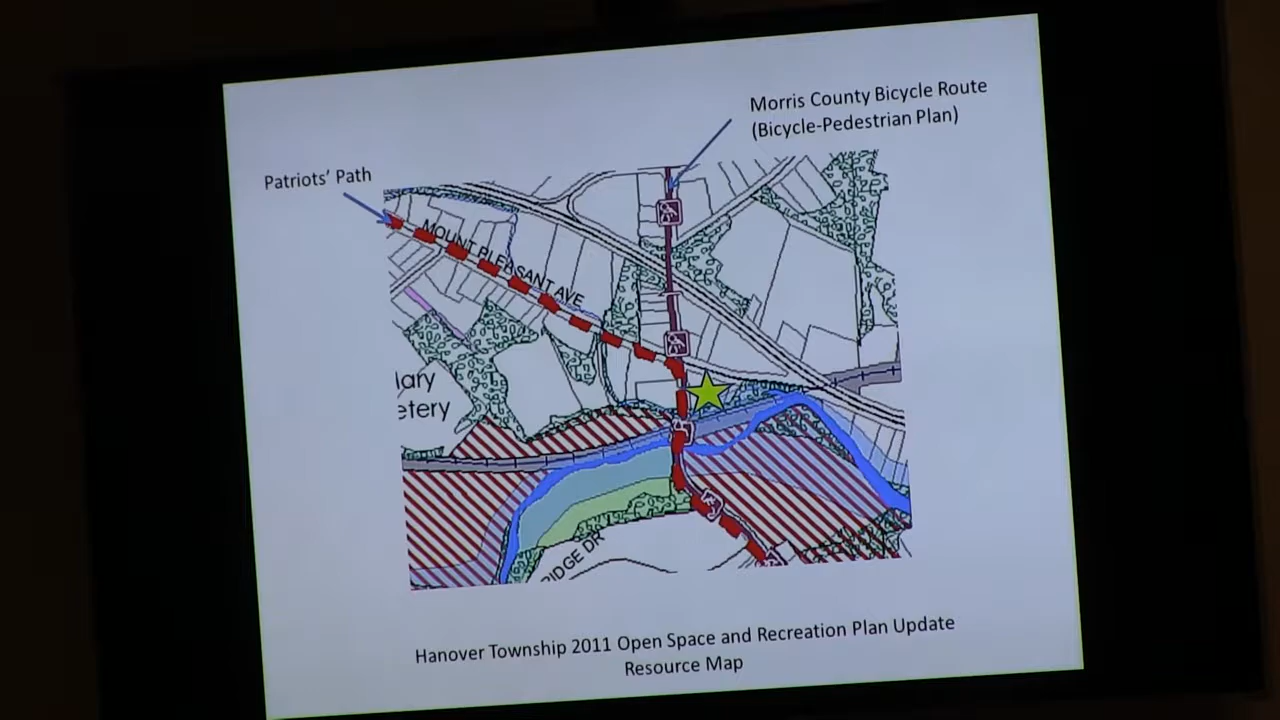 Morris County Bicycle Route
(Bicycle-Pedestrian Plan)
Patriots' Path
MOUNT PLEASANT AVE
lary
etery
IDGE DR
Hanover Township 2011 Open Space and Recreation Plan Update
Resource Map